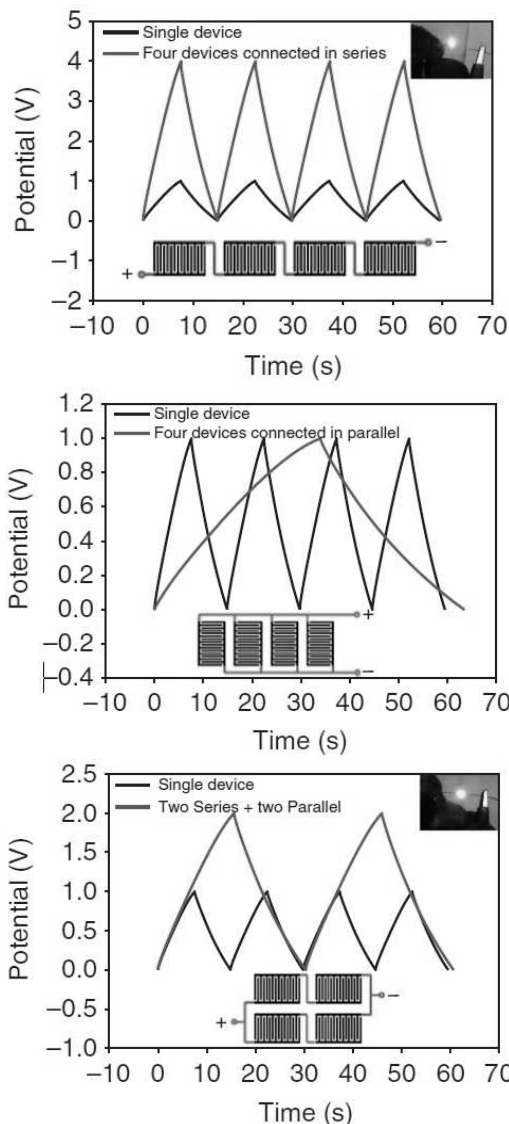 5
Single device
Four devices connected in series
4
3
2
1
0
–1
–2
+
–
–10 0 10 20 30 40 50 60 70
Potential (V)
Time (s)
1.2
Single device
Four devices connected in parallel
1.0
0.8
0.6
0.4
0.2
0.0
–0.2
–0.4
+
–
–10 0 10 20 30 40 50 60 70
Potential (V)
Time (s)
2.5
Single device
Two Series + two Parallel
2.0
1.5
1.0
0.5
0.0
–0.5
–1.0
+
–
–10 0 10 20 30 40 50 60 70
Potential (V)
Time (s)